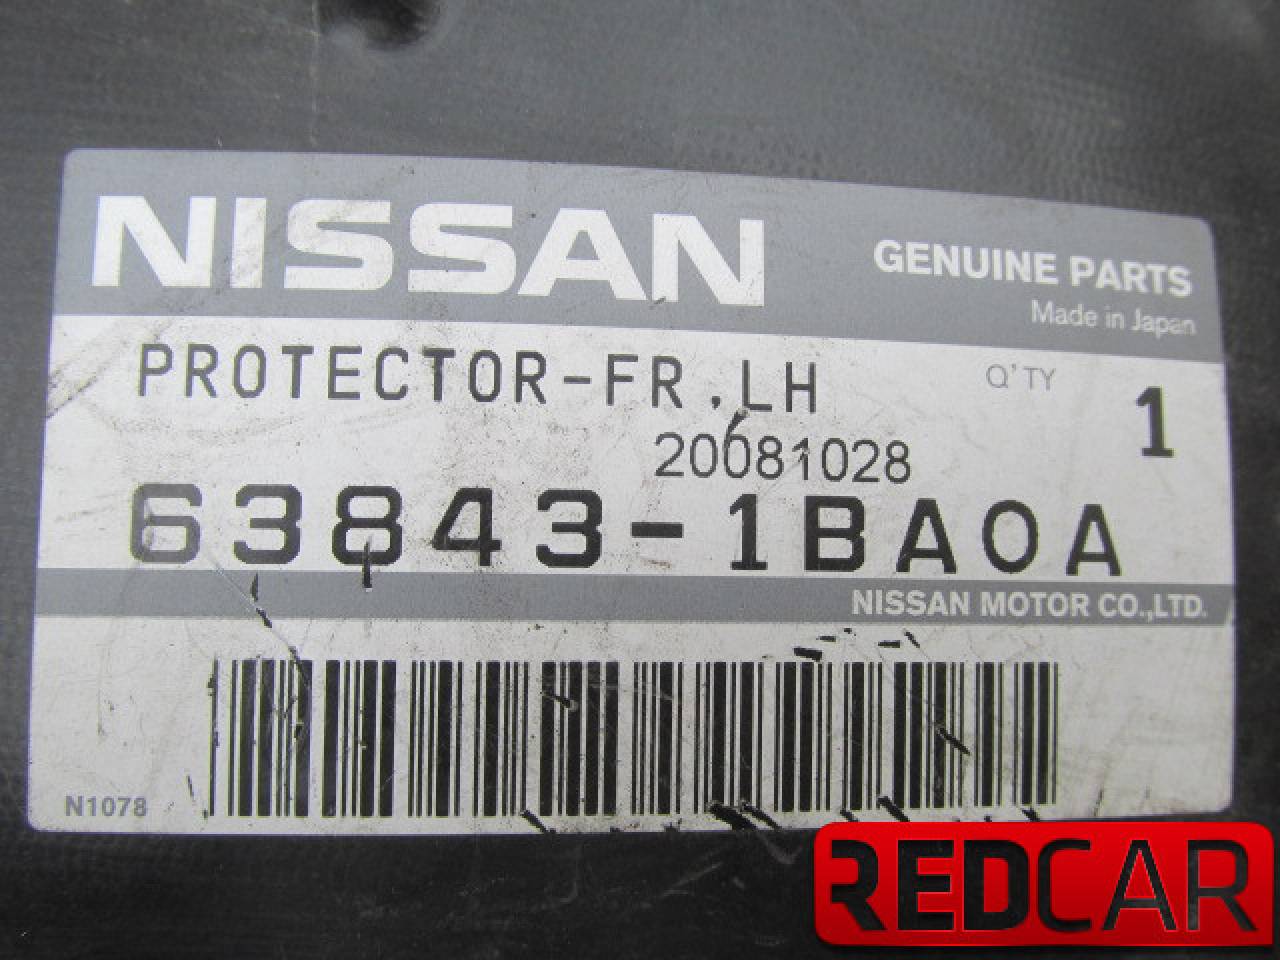 NISSAN
GENUINE PARTS
Made in Japan
PROTECTOR-FR,LH
Q'TY 1
20081028
63843-1BA0A
NISSAN MOTOR CO.,LTD.
N1078
REDCAR